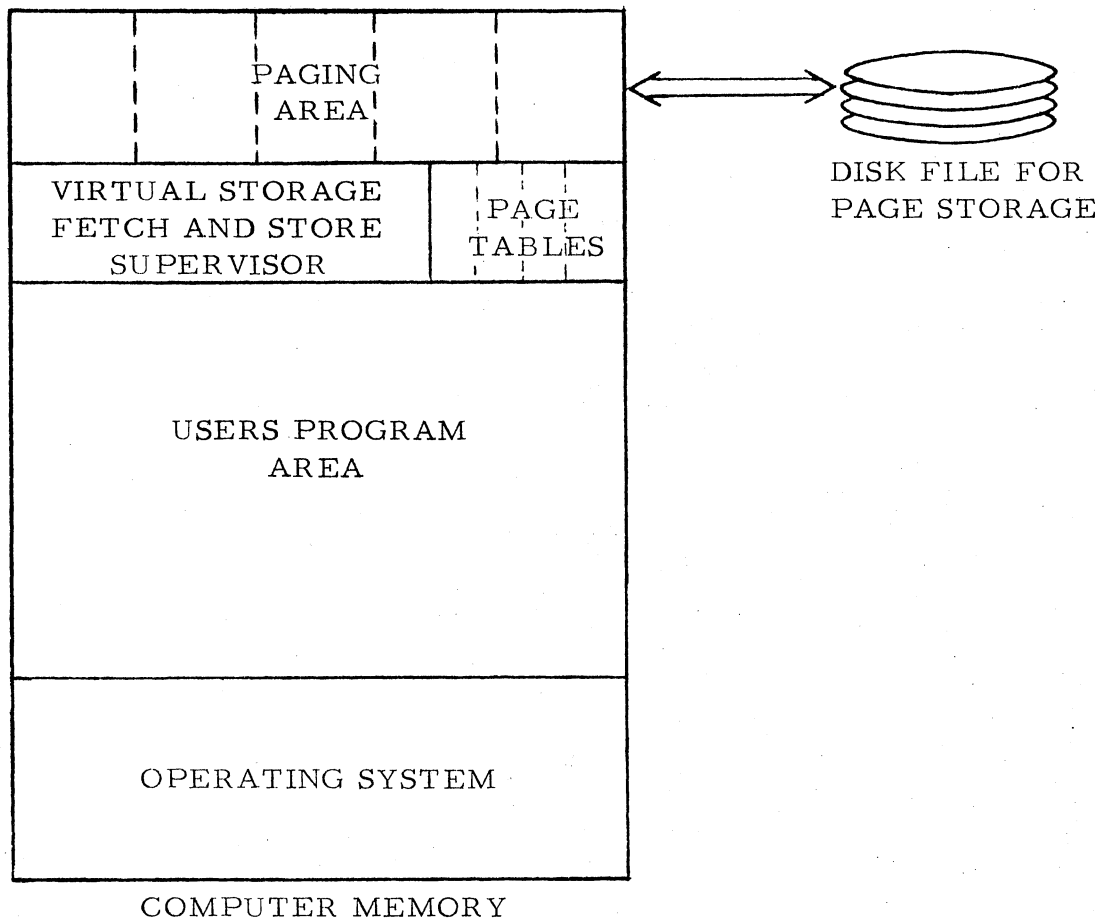 PAGING
AREA
DISK FILE FOR
PAGE STORAGE
VIRTUAL STORAGE
FETCH AND STORE
SUPERVISOR
PAGE
TABLES
USERS PROGRAM
AREA
OPERATING SYSTEM
COMPUTER MEMORY